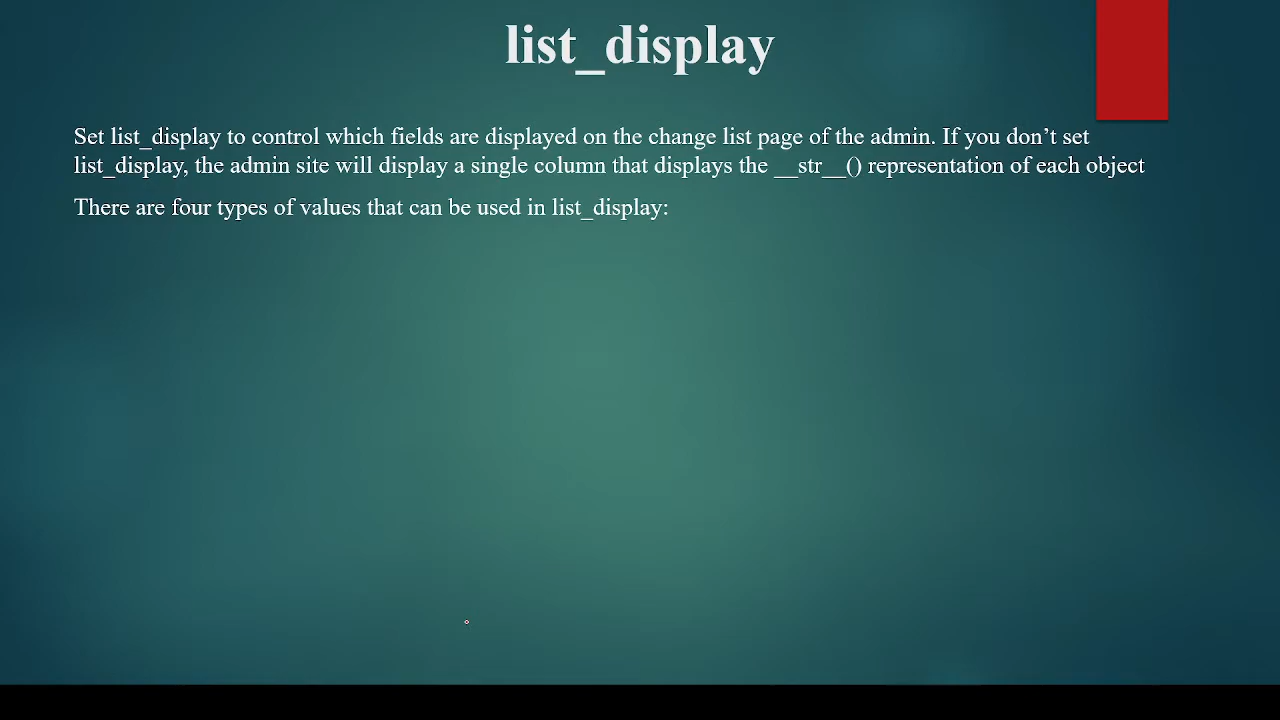 list_display
Set list_display to control which fields are displayed on the change list page of the admin. If you don’t set
list_display, the admin site will display a single column that displays the __str__() representation of each object
There are four types of values that can be used in list_display: